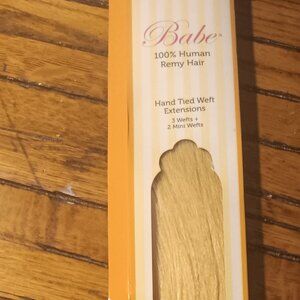 Babe
100% Human
Remy Hair
Hand Tied Weft
Extensions
3 Wefts +
2 Mini Wefts